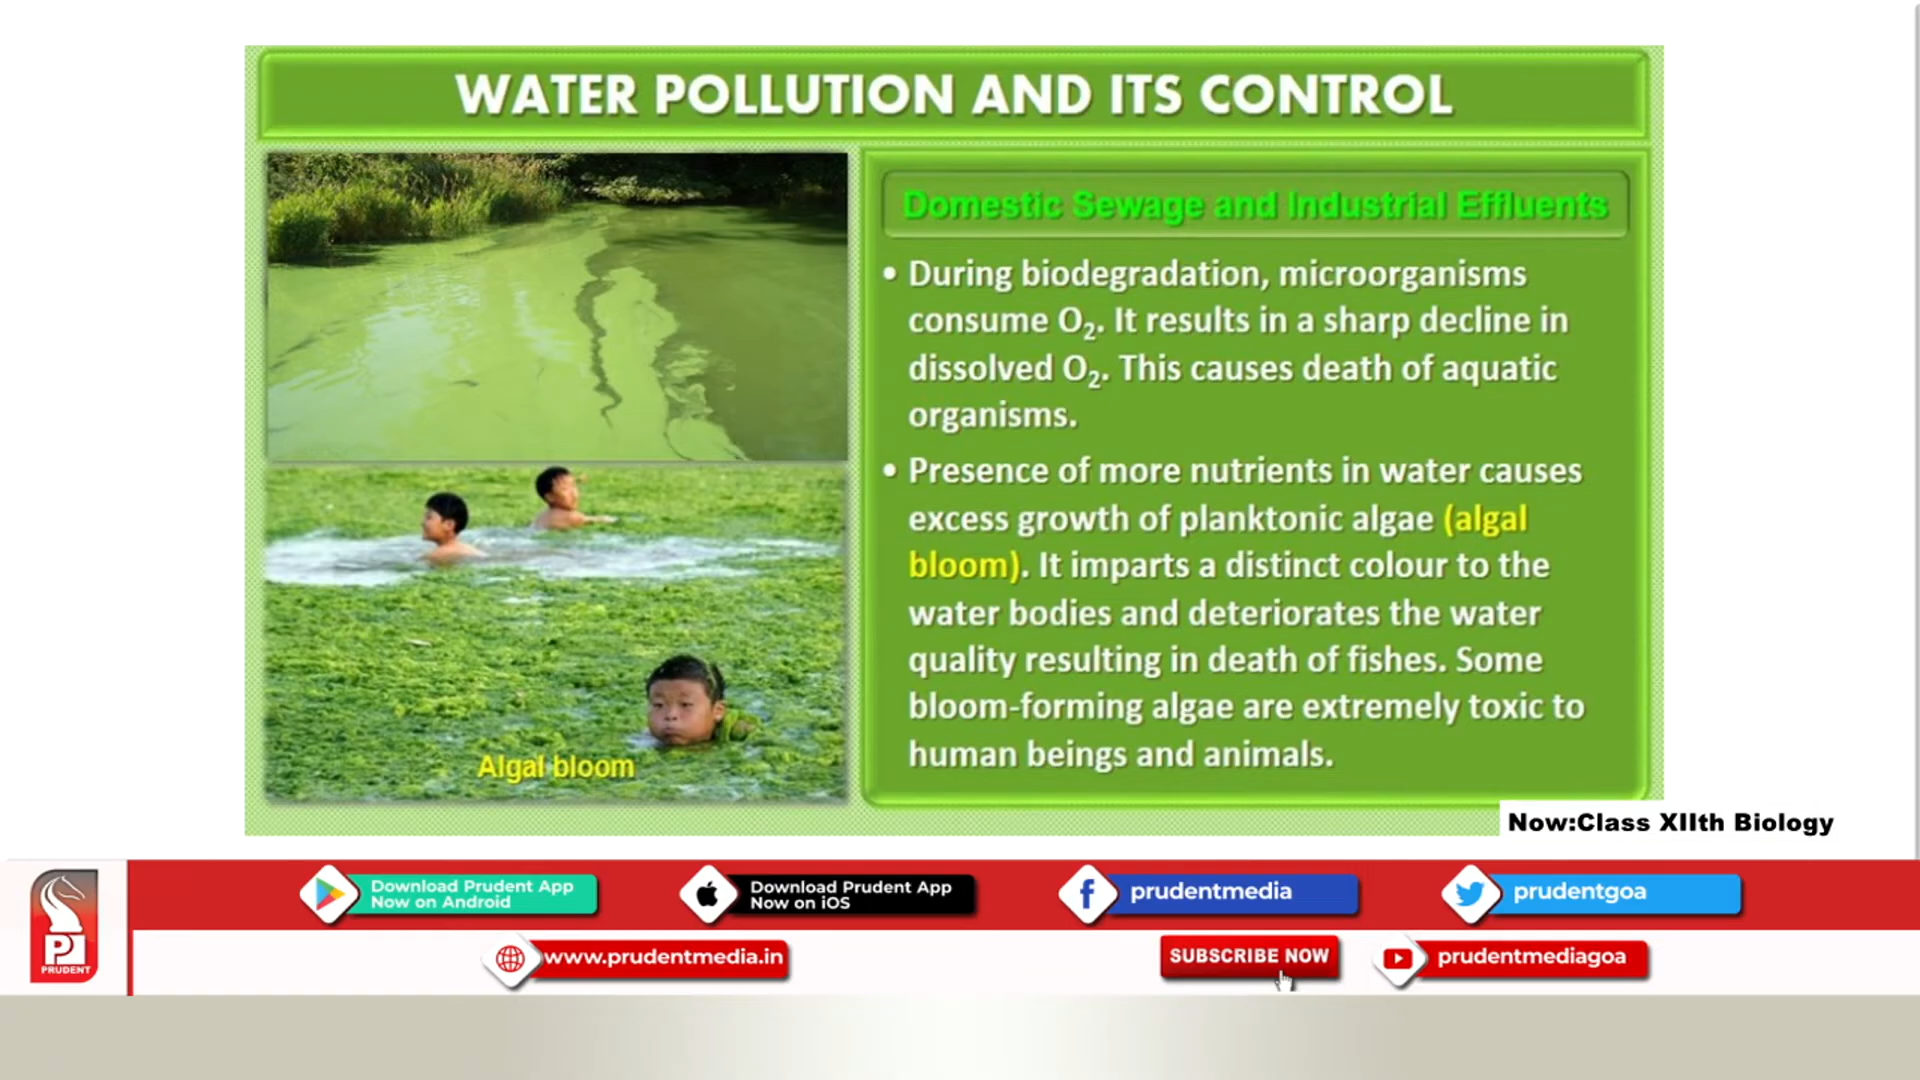 WATER POLLUTION AND ITS CONTROL
Domestic Sewage and Industrial Effluents
• During biodegradation, microorganisms
consume O₂. It results in a sharp decline in
dissolved O₂. This causes death of aquatic
organisms.
• Presence of more nutrients in water causes
excess growth of planktonic algae (algal
bloom). It imparts a distinct colour to the
water bodies and deteriorates the water
quality resulting in death of fishes. Some
bloom-forming algae are extremely toxic to
human beings and animals.
Algal bloom
Now:Class XIIth Biology
PRUDENT
Download Prudent App
Now on Android
Download Prudent App
Now on iOS
prudentmedia
prudentgoa
www.prudentmedia.in
SUBSCRIBE NOW
prudentmediagoa